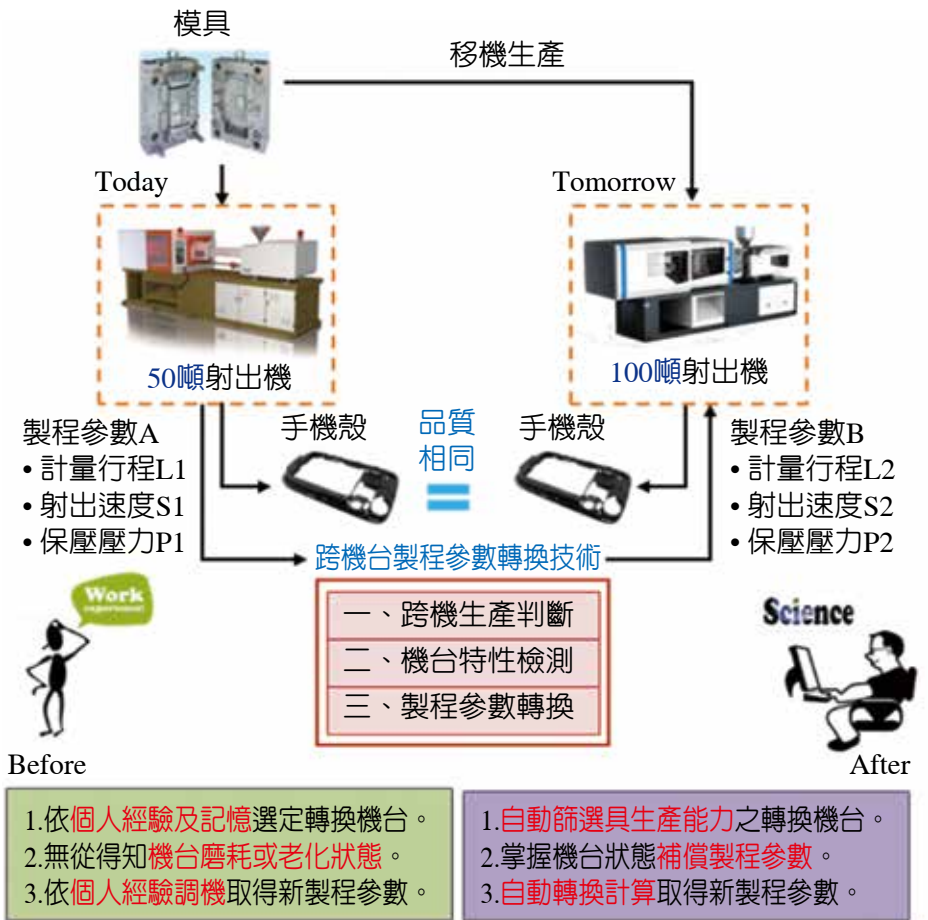 模具
移機生產
Today
Tomorrow
50噸射出機
100噸射出機
製程參數A
• 計量行程L1
• 射出速度S1
• 保壓壓力P1
手機殼
品質
相同
手機殼
製程參數B
• 計量行程L2
• 射出速度S2
• 保壓壓力P2
跨機台製程參數轉換技術
一、跨機生產判斷
二、機台特性檢測
三、製程參數轉換
Work
Science
Before
After
1.依個人經驗及記憶選定轉換機台。
2.無從得知機台磨耗或老化狀態。
3.依個人經驗調機取得新製程參數。
1.自動篩選具生產能力之轉換機台。
2.掌握機台狀態補償製程參數。
3.自動轉換計算取得新製程參數。